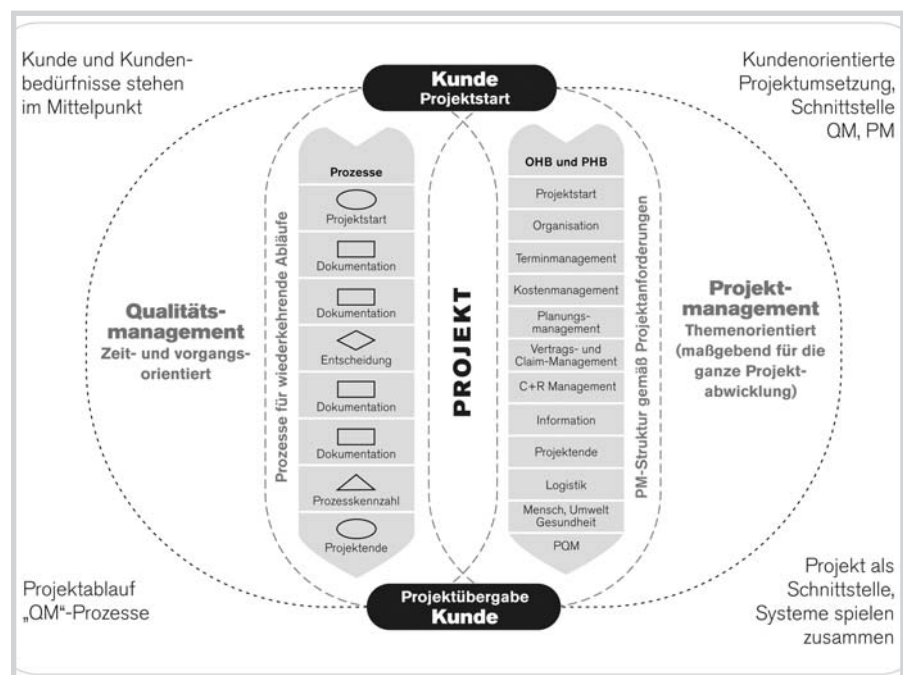 Kunde und Kunden-
bedürfnisse stehen
im Mittelpunkt
Kunde
Projektstart
Kundenorientierte
Projektumsetzung,
Schnittstelle
QM, PM
Qualitäts-
management
Zeit- und vorgangs-
orientiert
Prozesse für wiederkehrende Abläufe
Prozesse
Projektstart
Dokumentation
Dokumentation
Entscheidung
Dokumentation
Dokumentation
Prozesskennzahl
Projektende
PROJEKT
OHB und PHB
Projektstart
Organisation
Terminmanagement
Kostenmanagement
Planungs-
management
Vertrags- und
Claim-Management
C+R Management
Information
Projektende
Logistik
Mensch, Umwelt
Gesundheit
PQM
PM-Struktur gemäß Projektanforderungen
Projekt-
management
Themenorientiert
(maßgebend für die
ganze Projekt-
abwicklung)
Projektablauf
„QM“-Prozesse
Projektübergabe
Kunde
Projekt als
Schnittstelle,
Systeme spielen
zusammen